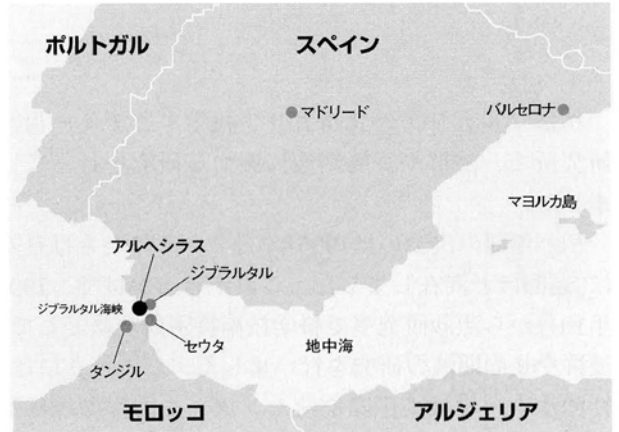 ポルトガル
スペイン
マドリード
バルセロナ
マヨルカ島
アルヘシラス
ジブラルタル
ジブラルタル海峡
セウタ
地中海
タンジル
モロッコ
アルジェリア